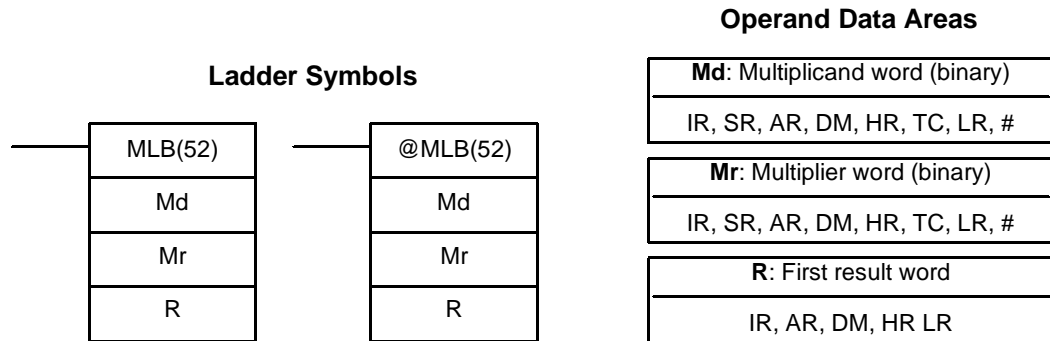 Ladder Symbols
MLB(52)
Md
Mr
R
@MLB(52)
Md
Mr
R
Operand Data Areas
Md: Multiplicand word (binary)
IR, SR, AR, DM, HR, TC, LR, #
Mr: Multiplier word (binary)
IR, SR, AR, DM, HR, TC, LR, #
R: First result word
IR, AR, DM, HR LR